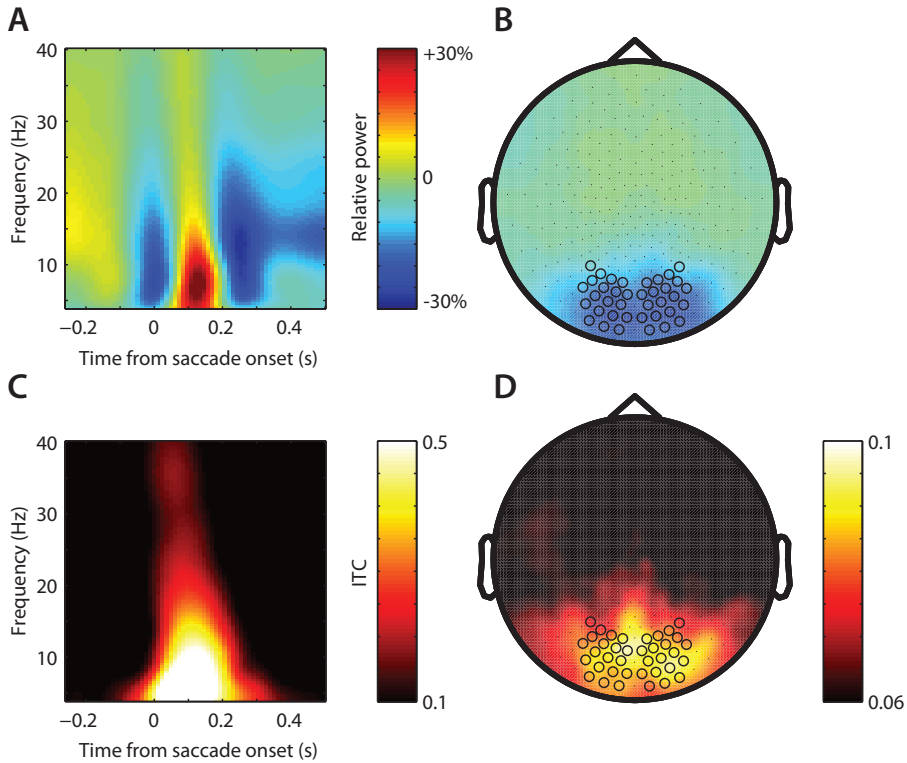 A
40
30
20
10
Frequency (Hz)
−0.2 0 0.2 0.4
Time from saccade onset (s)
+30%
0
-30%
Relative power
B
C
40
30
20
10
Frequency (Hz)
−0.2 0 0.2 0.4
Time from saccade onset (s)
0.5
0.1
ITC
D
0.1
0.06